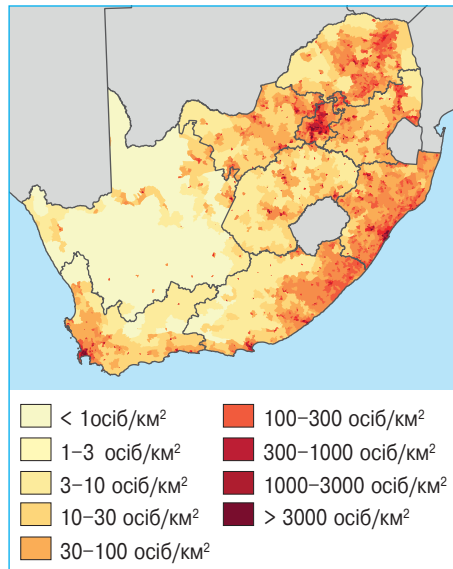 < 1осіб/км²
1–3 осіб/км²
3–10 осіб/км²
10–30 осіб/км²
30–100 осіб/км²
100–300 осіб/км²
300–1000 осіб/км²
1000–3000 осіб/км²
> 3000 осіб/км²